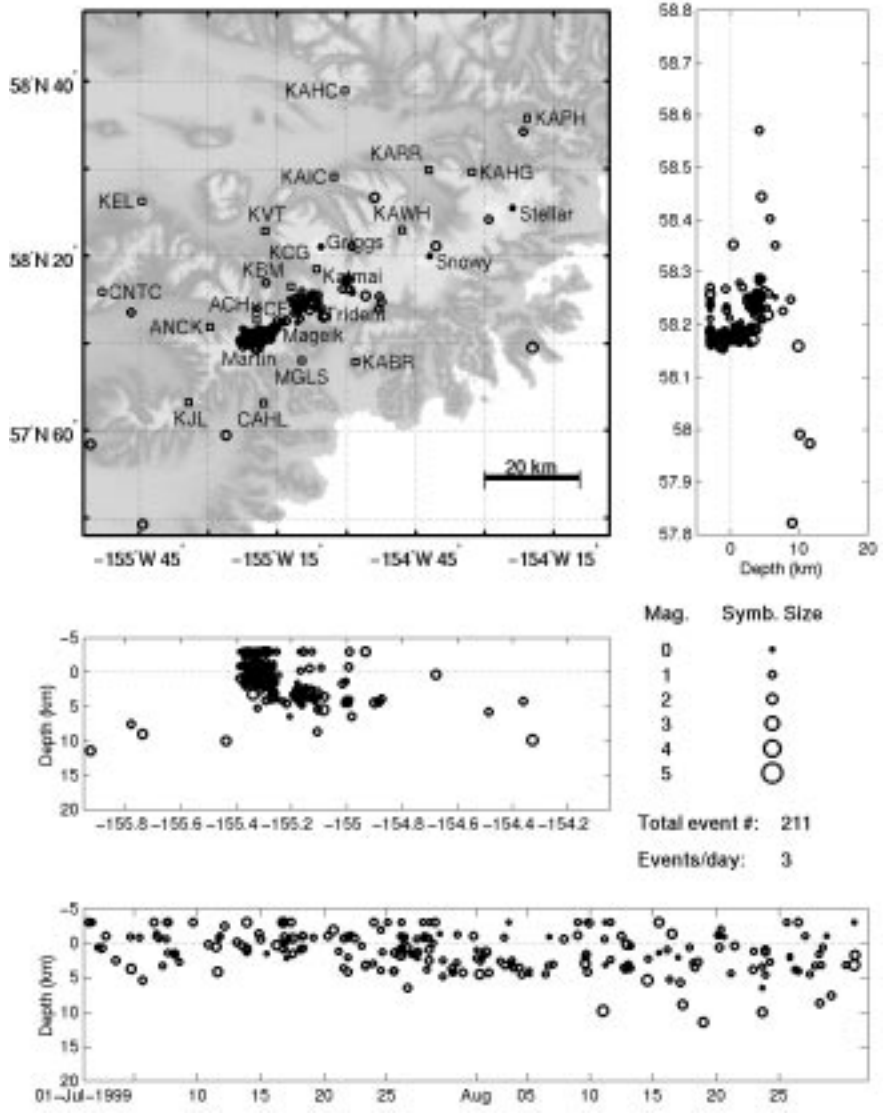 58°N 40'
58°N 20'
57°N 60'
KAHC
KAPH
KARR
KAHG
KAIC
KEL
KAWH
Stellar
KVT
Griggs
KCG
Snowy
KBM
Katmai
CNTC
ACH
KCE
Trident
ANCK
Mageik
Martin
KABR
MGLS
KJL
CAHL
20 km
-155°W 45'
-155°W 15'
-154°W 45'
-154°W 15'
58.8
58.7
58.6
58.5
58.4
58.3
58.2
58.1
58
57.9
57.8
0
10
20
Depth (km)
-5
0
5
10
15
20
Depth (km)
-155.8
-155.6
-155.4
-155.2
-155
-154.8
-154.6
-154.4
-154.2
Mag. Symb. Size
0
1
2
3
4
5
Total event #: 211
Events/day: 3
-5
0
5
10
15
20
Depth (km)
01-Jul-1999
10
15
20
25
Aug
05
10
15
20
25